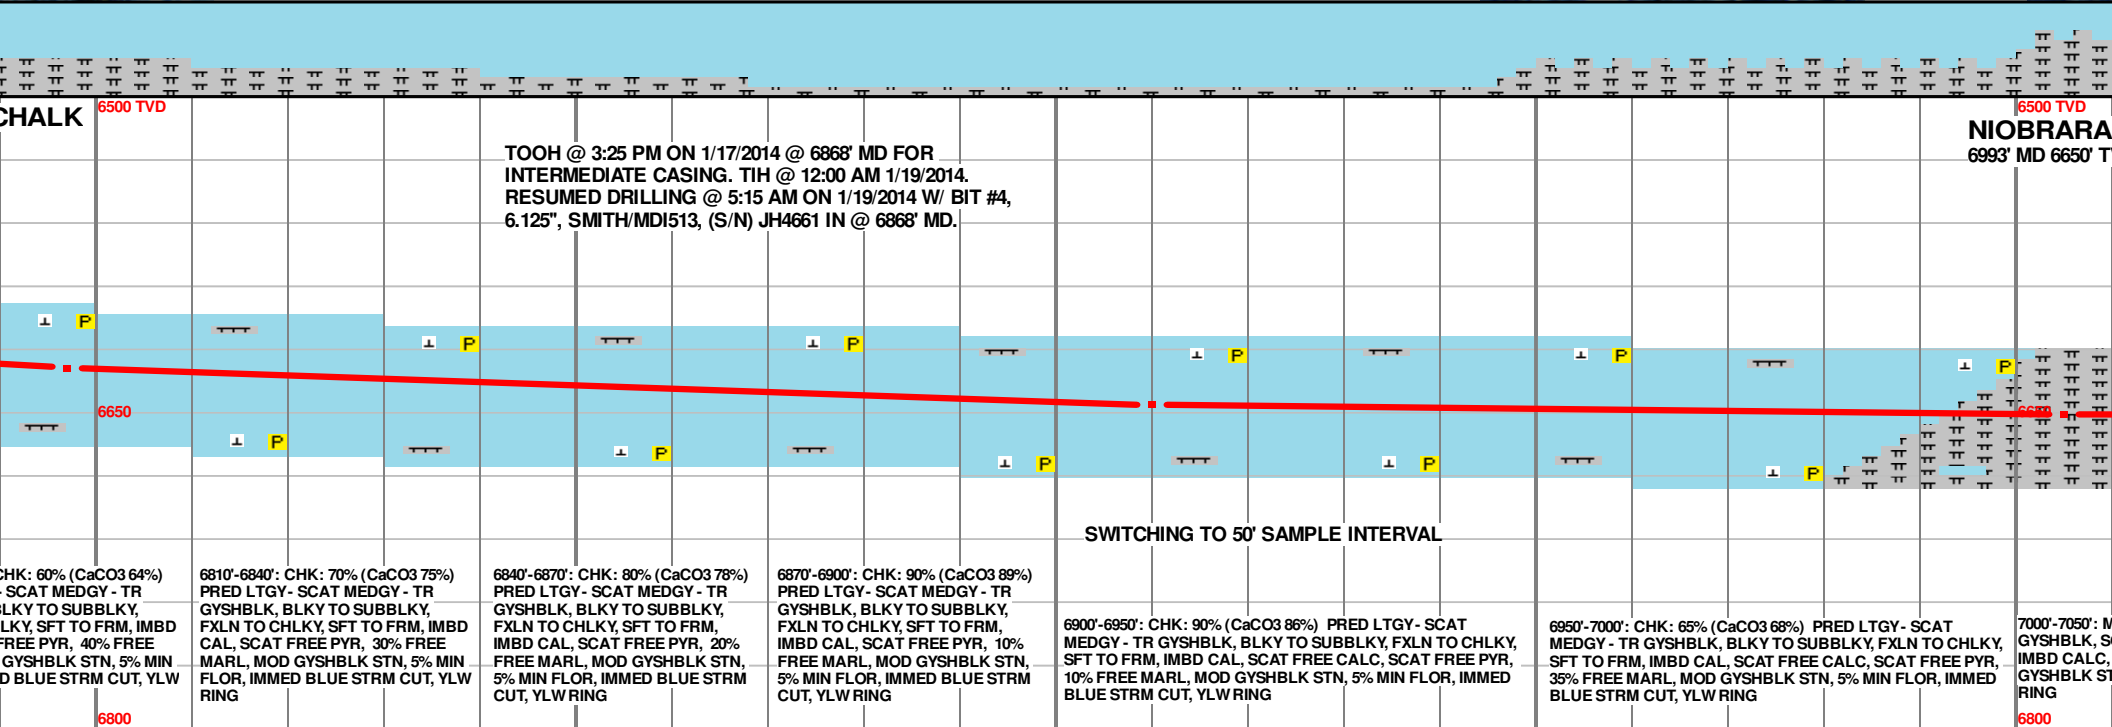 6500 TVD
6500 TVD
CHALK
NIOBRARA
6993' MD 6650'
TOOH @ 3:25 PM ON 1/17/2014 @ 6868' MD FOR
INTERMEDIATE CASING. TIH @ 12:00 AM 1/19/2014.
RESUMED DRILLING @ 5:15 AM ON 1/19/2014 W/ BIT #4,
6.125", SMITH/MDI513, (S/N) JH4661 IN @ 6868' MD.
P
P
P
P
P
P
P
P
P
P
P
6650
6650
SWITCHING TO 50' SAMPLE INTERVAL
CHK: 60% (CaCO3 64%)
- SCAT MEDGY - TR
BLKY TO SUBBLKY,
SFT TO FRM, IMBD
FREE PYR, 40% FREE
GYSHBLK STN, 5% MIN
BLUE STRM CUT, YLW
6810'-6840': CHK: 70% (CaCO3 75%)
PRED LTGY- SCAT MEDGY - TR
GYSHBLK, BLKY TO SUBBLKY,
FXLN TO CHLKY, SFT TO FRM, IMBD
CAL, SCAT FREE PYR, 30% FREE
MARL, MOD GYSHBLK STN, 5% MIN
FLOR, IMMED BLUE STRM CUT, YLW
RING
6840'-6870': CHK: 80% (CaCO3 78%)
PRED LTGY- SCAT MEDGY - TR
GYSHBLK, BLKY TO SUBBLKY,
FXLN TO CHLKY, SFT TO FRM,
IMBD CAL, SCAT FREE PYR, 20%
FREE MARL, MOD GYSHBLK STN,
5% MIN FLOR, IMMED BLUE STRM
CUT, YLW RING
6870'-6900': CHK: 90% (CaCO3 89%)
PRED LTGY- SCAT MEDGY - TR
GYSHBLK, BLKY TO SUBBLKY,
FXLN TO CHLKY, SFT TO FRM,
IMBD CAL, SCAT FREE PYR, 10%
FREE MARL, MOD GYSHBLK STN,
5% MIN FLOR, IMMED BLUE STRM
CUT, YLW RING
6900'-6950': CHK: 90% (CaCO3 86%) PRED LTGY - SCAT
MEDGY - TR GYSHBLK, BLKY TO SUBBLKY, FXLN TO CHLKY,
SFT TO FRM, IMBD CAL, SCAT FREE CALC, SCAT FREE PYR,
10% FREE MARL, MOD GYSHBLK STN, 5% MIN FLOR, IMMED
BLUE STRM CUT, YLW RING
6950'-7000': CHK: 65% (CaCO3 68%) PRED LTGY - SCAT
MEDGY - TR GYSHBLK, BLKY TO SUBBLKY, FXLN TO CHLKY,
SFT TO FRM, IMBD CAL, SCAT FREE CALC, SCAT FREE PYR,
35% FREE MARL, MOD GYSHBLK STN, 5% MIN FLOR, IMMED
BLUE STRM CUT, YLW RING
7000'-7050':
GYSHBLK,
IMBD CALC,
GYSHBLK
RING
6800
6800